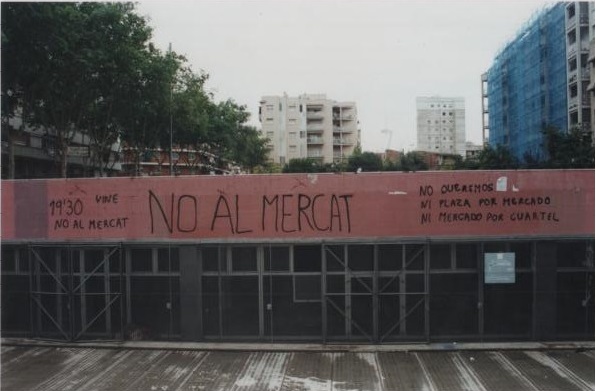 19'30 VINE
NO AL MERCAT
NO AL MERCAT
NO QUEREMOS
NI PLAZA POR MERCADO
NI MERCADO POR CUARTEL